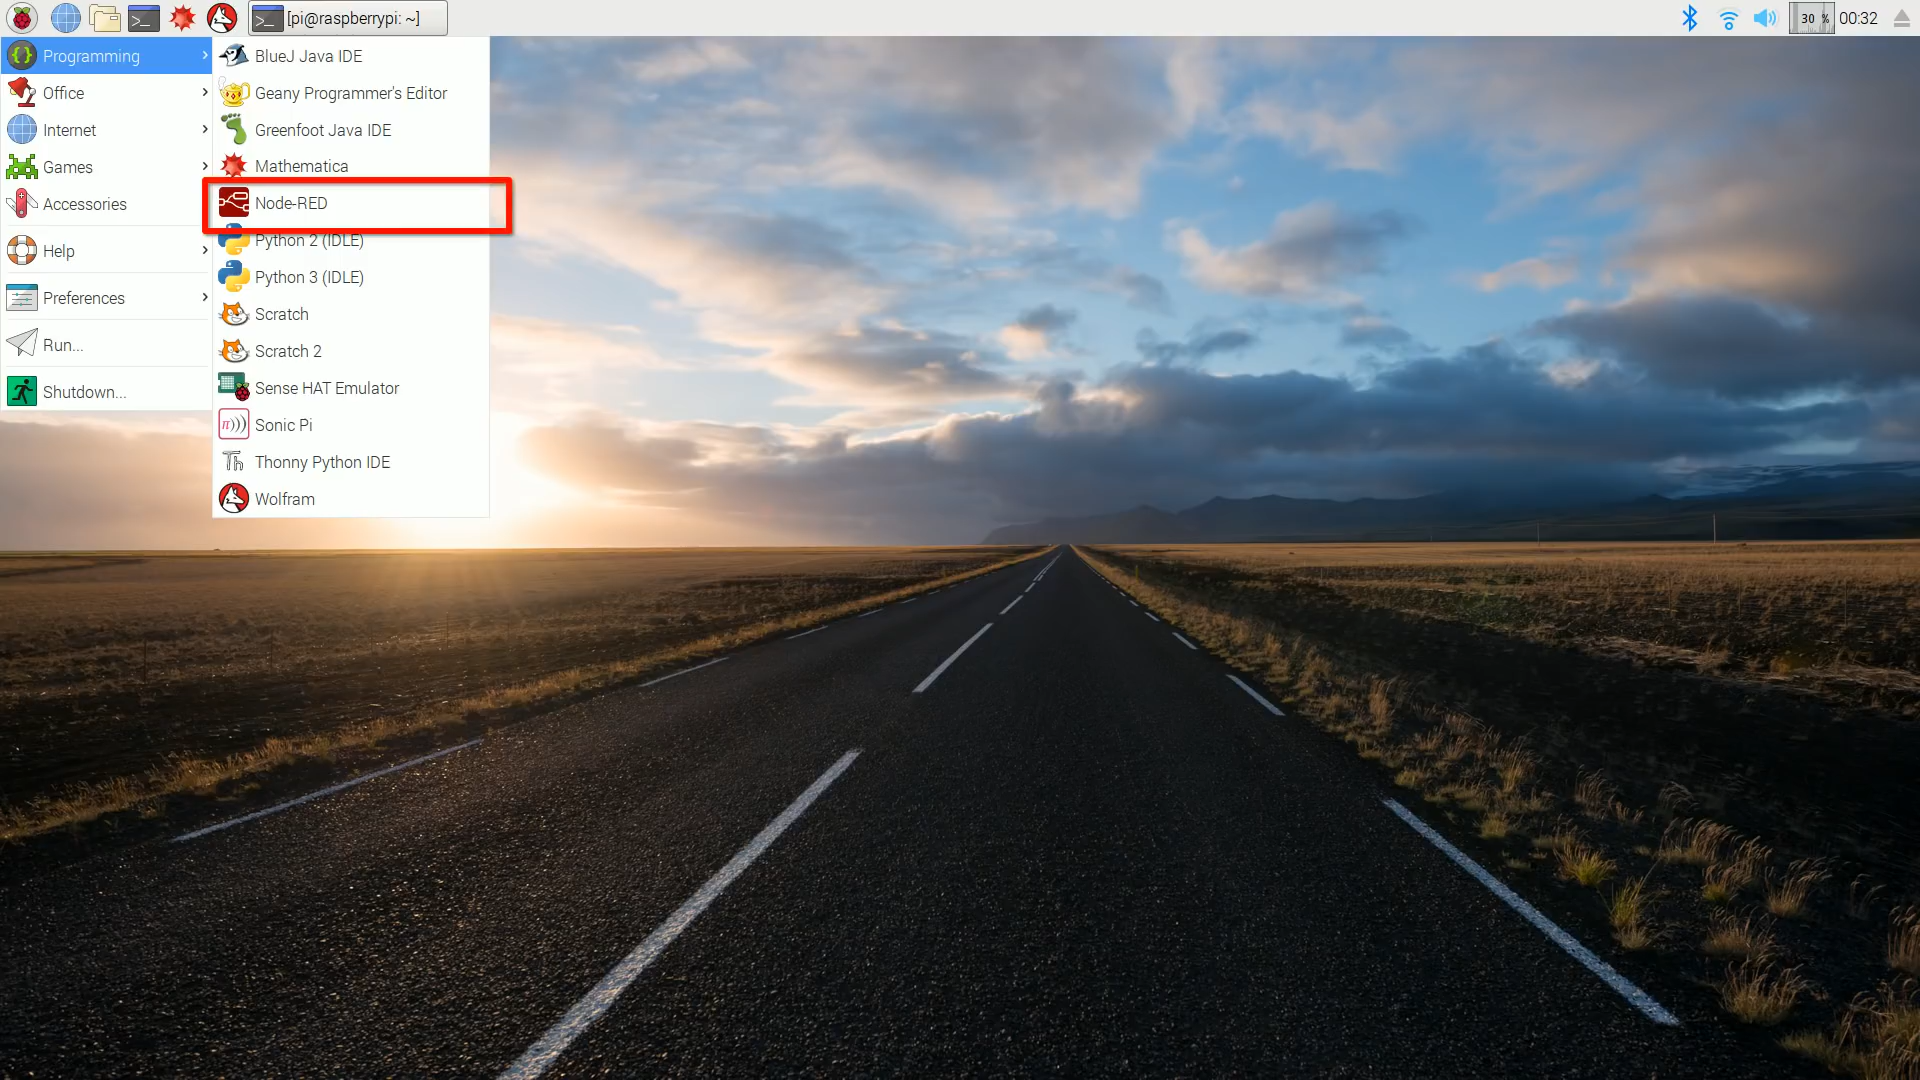 [pi@raspberrypi: ~]
30 %
00:32
Programming
Office
Internet
Games
Accessories
Help
Preferences
Run...
Shutdown...
BlueJ Java IDE
Geany Programmer's Editor
Greenfoot Java IDE
Mathematica
Node-RED
Python 2 (IDLE)
Python 3 (IDLE)
Scratch
Scratch 2
Sense HAT Emulator
π)))
Sonic Pi
Th
Thonny Python IDE
Wolfram